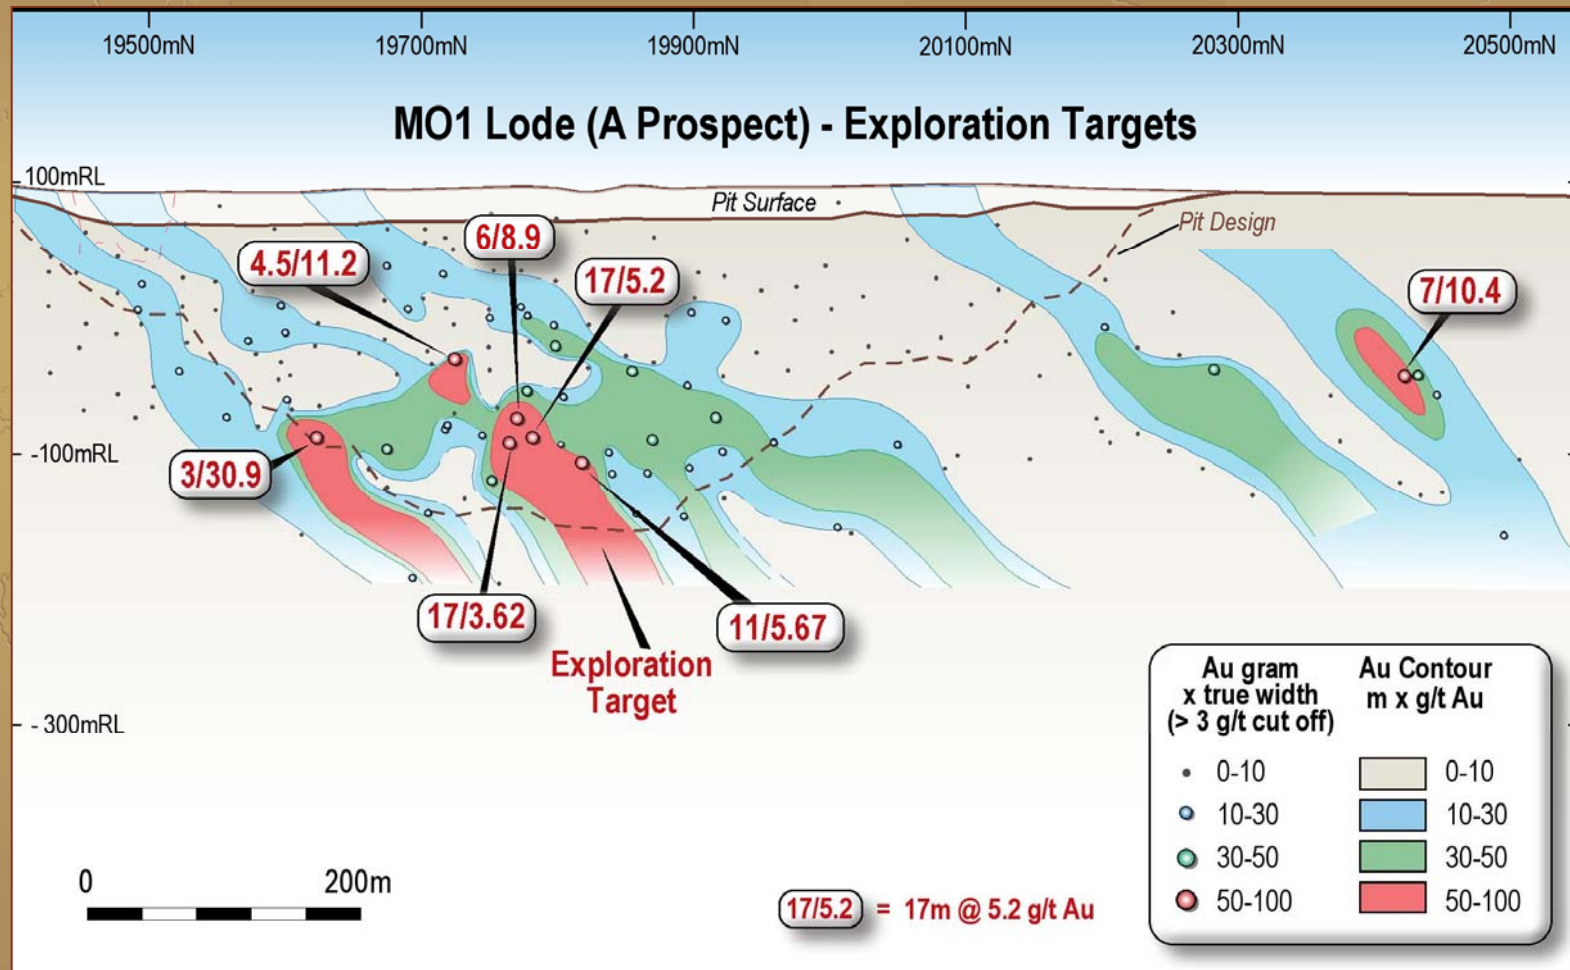 19500mN 19700mN 19900mN 20100mN 20300mN 20500mN
MO1 Lode (A Prospect) - Exploration Targets
100mRL
Pit Surface
Pit Design
6/8.9
4.5/11.2
17/5.2
7/10.4
-100mRL
3/30.9
17/3.62
11/5.67
Exploration
Target
- 300mRL
Au gram
x true width
(> 3 g/t cut off)
0-10
10-30
30-50
50-100
Au Contour
m x g/t Au
0-10
10-30
30-50
50-100
0 200m
17/5.2 = 17m @ 5.2 g/t Au